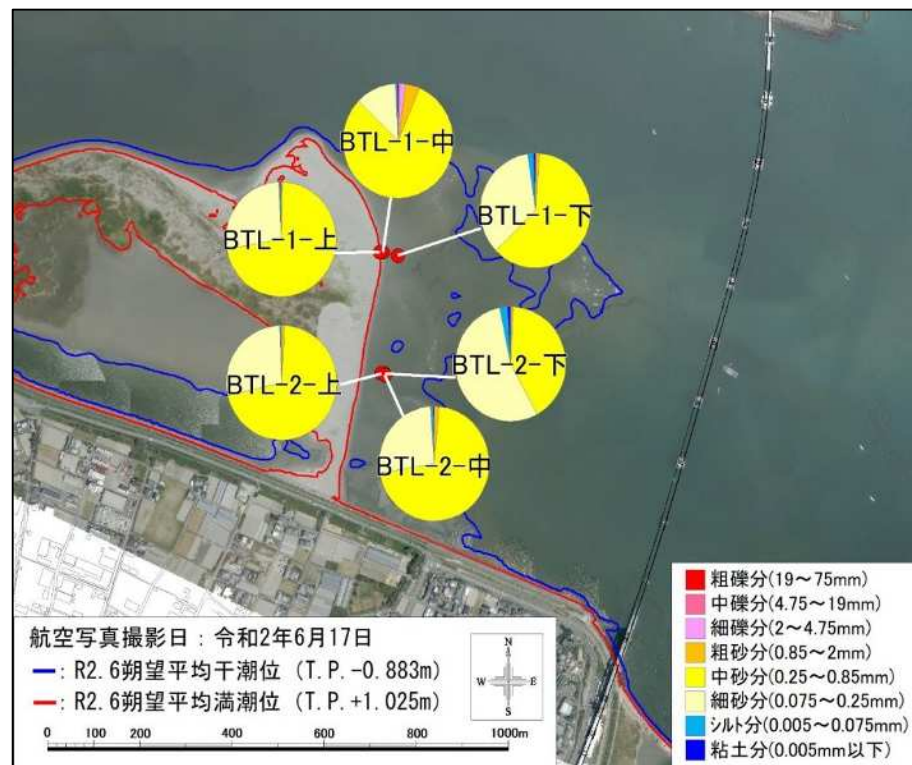 BTL-1-中
BTL-1-下
BTL-1-上
BTL-2-下
BTL-2-上
BTL-2-中
粗礫分(19～75mm)
中礫分(4.75～19mm)
細礫分(2～4.75mm)
粗砂分(0.85～2mm)
中砂分(0.25～0.85mm)
細砂分(0.075～0.25mm)
シルト分(0.005～0.075mm)
粘土分(0.005mm以下)
航空写真撮影日：令和2年6月17日
：R2.6朔望平均干潮位 (T.P.-0.883m)
：R2.6朔望平均満潮位 (T.P.+1.025m)
N
W E
S
0 100 200 400 600 800 1000m